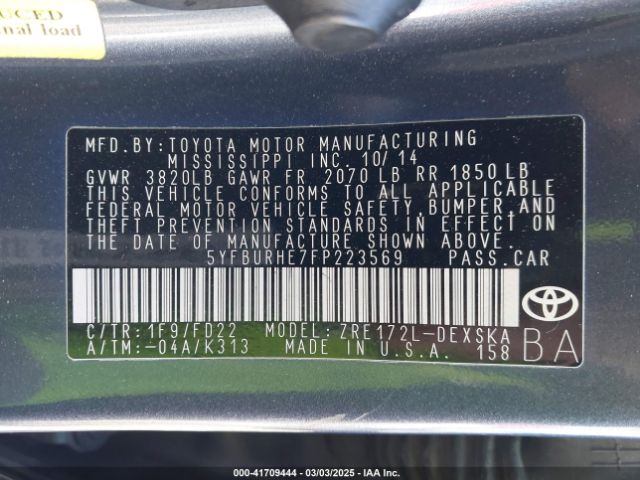 UCED
nal load
MFD.BY: TOYOTA MOTOR MANUFACTURING
MISSISSIPPI INC. 10/14
GVWR 3820LB GAWR FR 2070 LB RR 1850 LB
THIS VEHICLE CONFORMS TO ALL APPLICABLE
FEDERAL MOTOR VEHICLE SAFETY, BUMPER,AND
THEFT PREVENTION STANDARDS IN EFFECT ON
THE DATE OF MANUFACTURE SHOWN ABOVE.
5YFBURHE7FP223569 PASS.CAR
C/TR: 1F9/FD22 MODEL: ZRE172L-DEXSKA
A/TM:-04A/K313 MADE IN U.S.A. 158
BA
000-41709444 - 03/03/2025 - IAA Inc.